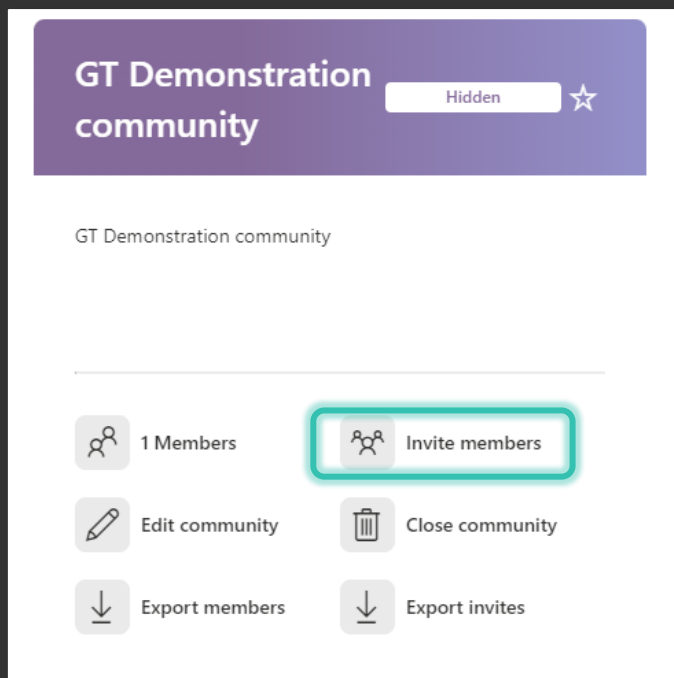 GT Demonstration
community
Hidden
GT Demonstration community
1 Members
Invite members
Edit community
Close community
Export members
Export invites